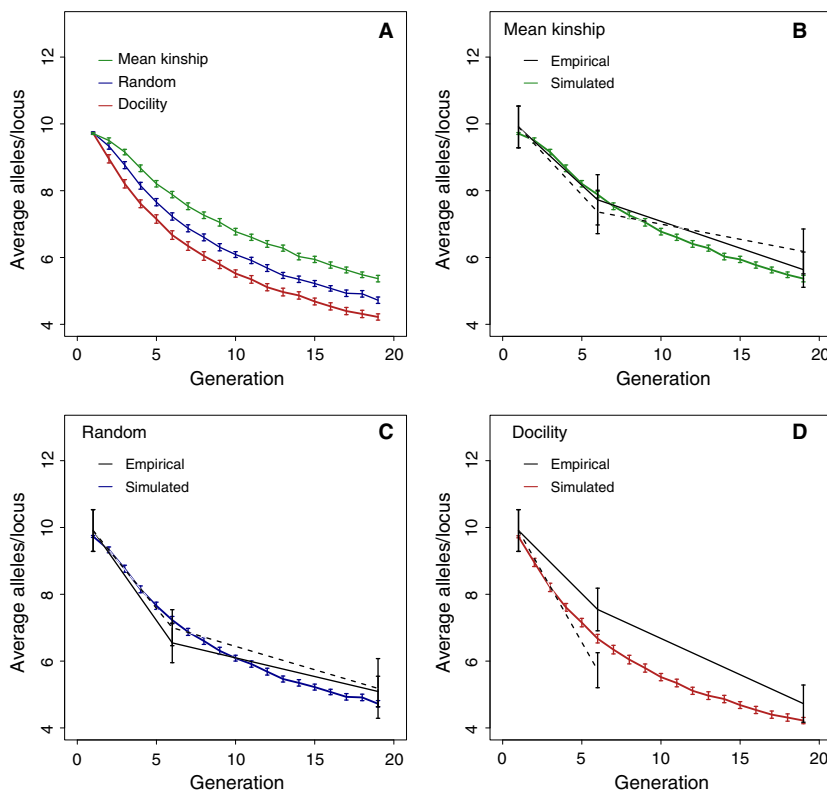 A
Mean kinship
Random
Docility
Average alleles/locus
12
10
8
6
4
0 5 10 15 20
Generation
Mean kinship B
Empirical
Simulated
Average alleles/locus
12
10
8
6
4
0 5 10 15 20
Generation
Random C
Empirical
Simulated
Average alleles/locus
12
10
8
6
4
0 5 10 15 20
Generation
Docility D
Empirical
Simulated
Average alleles/locus
12
10
8
6
4
0 5 10 15 20
Generation